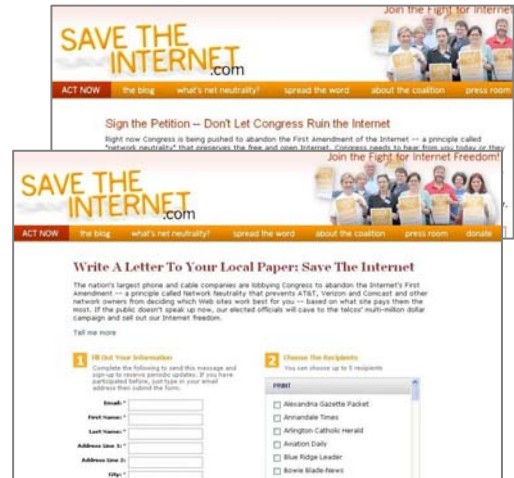 Join the Fight for Internet
SAVE THE
INTERNET
.com
ACT NOW the blog what's net neutrality? spread the word about the coalition press room
Sign the Petition -- Don't Let Congress Ruin the Internet
Right now Congress is being pushed to abandon the First Amendment of the Internet -- a principle called
"network neutrality" that preserves the free and open Internet. Congress needs to hear from you today or they
Join the Fight for Internet Freedom!
SAVE THE
INTERNET
.com
ACT NOW the blog what's net neutrality? spread the word about the coalition press room donate
Write A Letter To Your Local Paper: Save The Internet
The nation's largest phone and cable companies are lobbying Congress to abandon the Internet's First
Amendment -- a principle called Network Neutrality that prevents AT&T, Verizon and Comcast and other
network owners from deciding which Web sites work best for you -- based on what site pays them the
most. If the public doesn't speak up now, our elected officials will cave to the telcos' multi-million dollar
campaign and sell out our Internet freedom.
Tell me more
1 Fill Out Your Information
Complete the following to send this message and
sign-up to receive periodic updates. If you have
participated before, just type in your email
address then submit the form.
Email: *
First Name: *
Last Name: *
Address Line 1: *
Address Line 2:
City: *
2 Choose The Recipients
You can choose up to 5 recipients
PRINT
Alexandria Gazette Packet
Annandale Times
Arlington Catholic Herald
Aviation Daily
Blue Ridge Leader
Bowie Blade-News